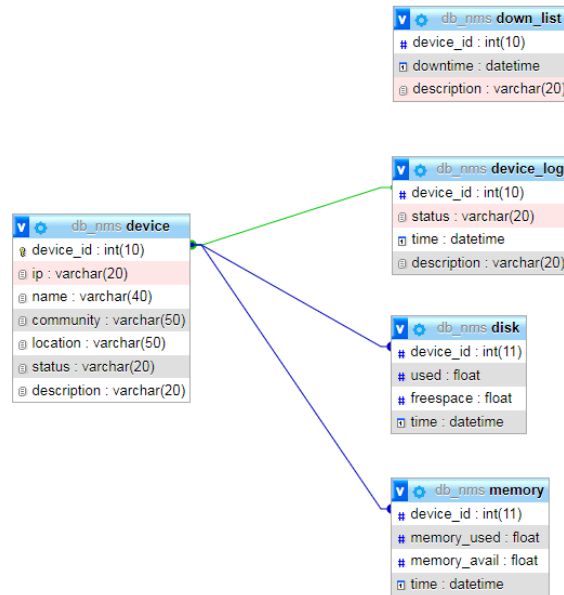 db_nms down_list
device_id : int(10)
downtime : datetime
description : varchar(20)
db_nms device_log
device_id : int(10)
status : varchar(20)
time : datetime
description : varchar(20)
db_nms device
device_id : int(10)
ip : varchar(20)
name : varchar(40)
community : varchar(50)
location : varchar(50)
status : varchar(20)
description : varchar(20)
db_nms disk
device_id : int(11)
used : float
freespace : float
time : datetime
db_nms memory
device_id : int(11)
memory_used : float
memory_avail : float
time : datetime